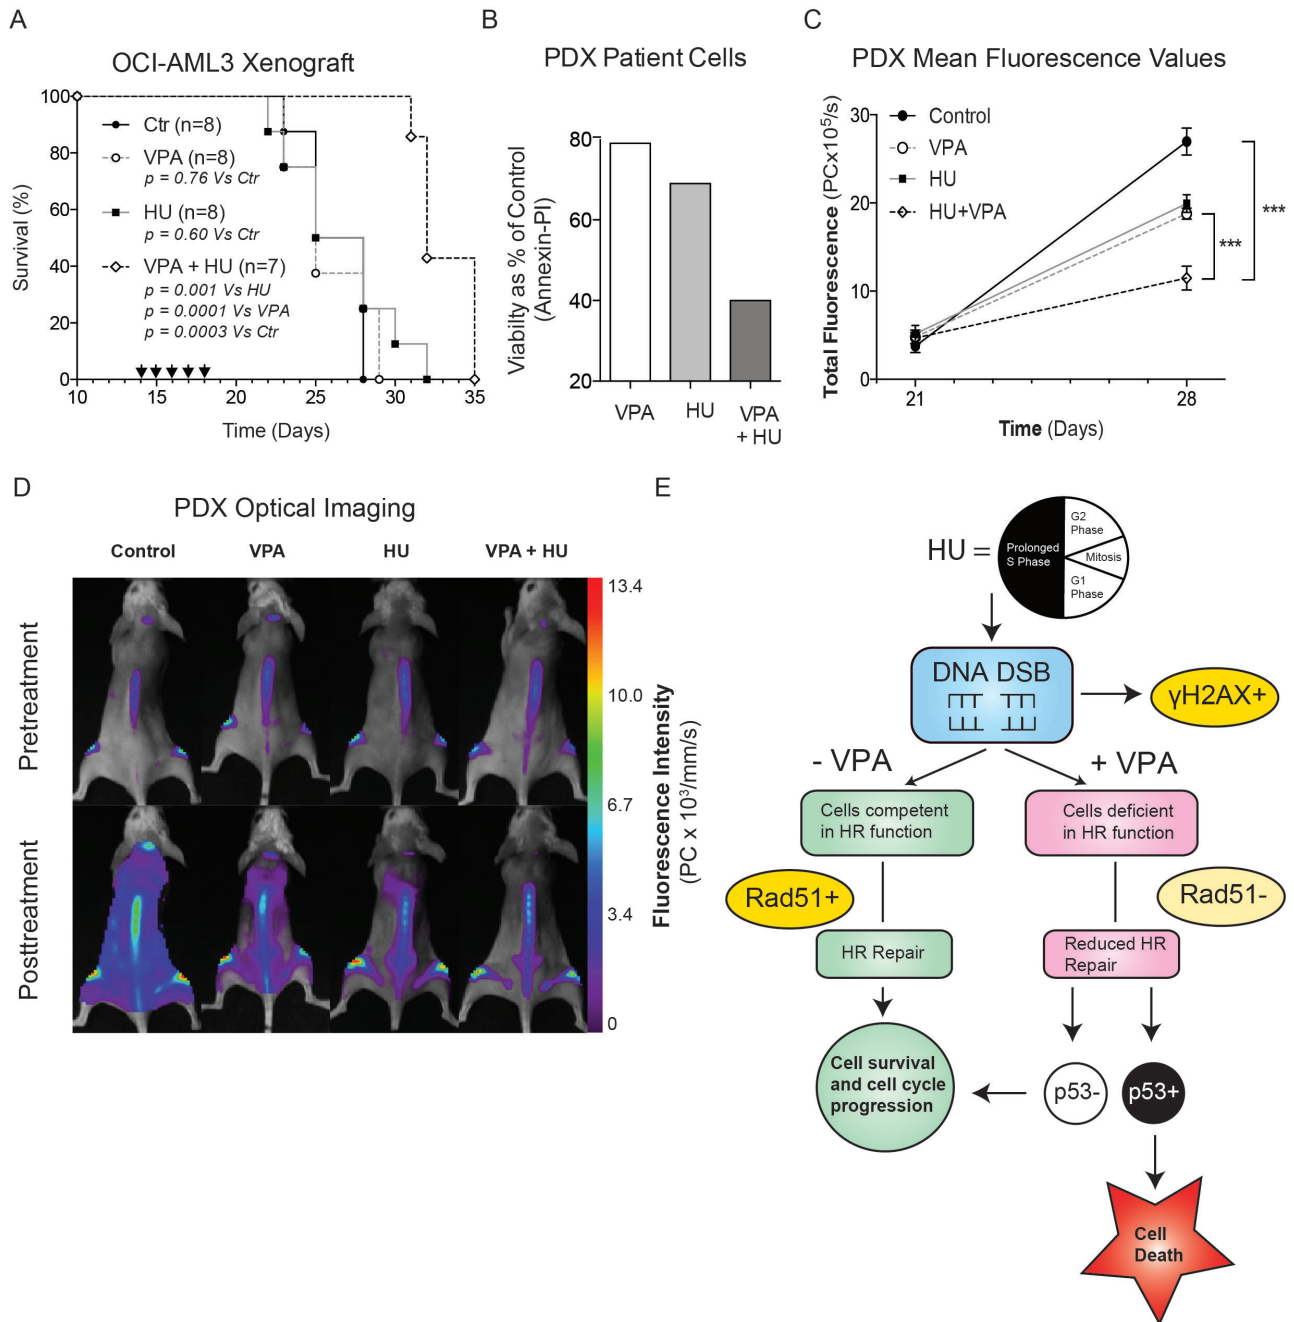 A
OCI-AML3 Xenograft
Survival (%)
100
80
60
40
20
0
Ctr (n=8)
VPA (n=8)
p = 0.76 Vs Ctr
HU (n=8)
p = 0.60 Vs Ctr
VPA + HU (n=7)
p = 0.001 Vs HU
p = 0.0001 Vs VPA
p = 0.0003 Vs Ctr
10 15 20 25 30 35
Time (Days)
B
PDX Patient Cells
Viabilty as % of Control
(Annexin-PI)
80
60
40
20
VPA
HU
VPA
+ HU
C
PDX Mean Fluorescence Values
Total Fluorescence (PCx10⁵/s)
30
20
10
0
Control
VPA
HU
HU+VPA
***
***
21 28
Time (Days)
D
PDX Optical Imaging
Control VPA HU VPA + HU
Pretreatment
Posttreatment
13.4
10.0
6.7
3.4
0
Fluorescence Intensity
(PC x 10³/mm/s)
E
HU =
Prolonged
S Phase
G2
Phase
Mitosis
G1
Phase
DNA DSB
γH2AX+
- VPA
+ VPA
Cells competent
in HR function
Cells deficient
in HR function
Rad51+
Rad51-
HR Repair
Reduced HR
Repair
Cell survival
and cell cycle
progression
p53-
p53+
Cell
Death